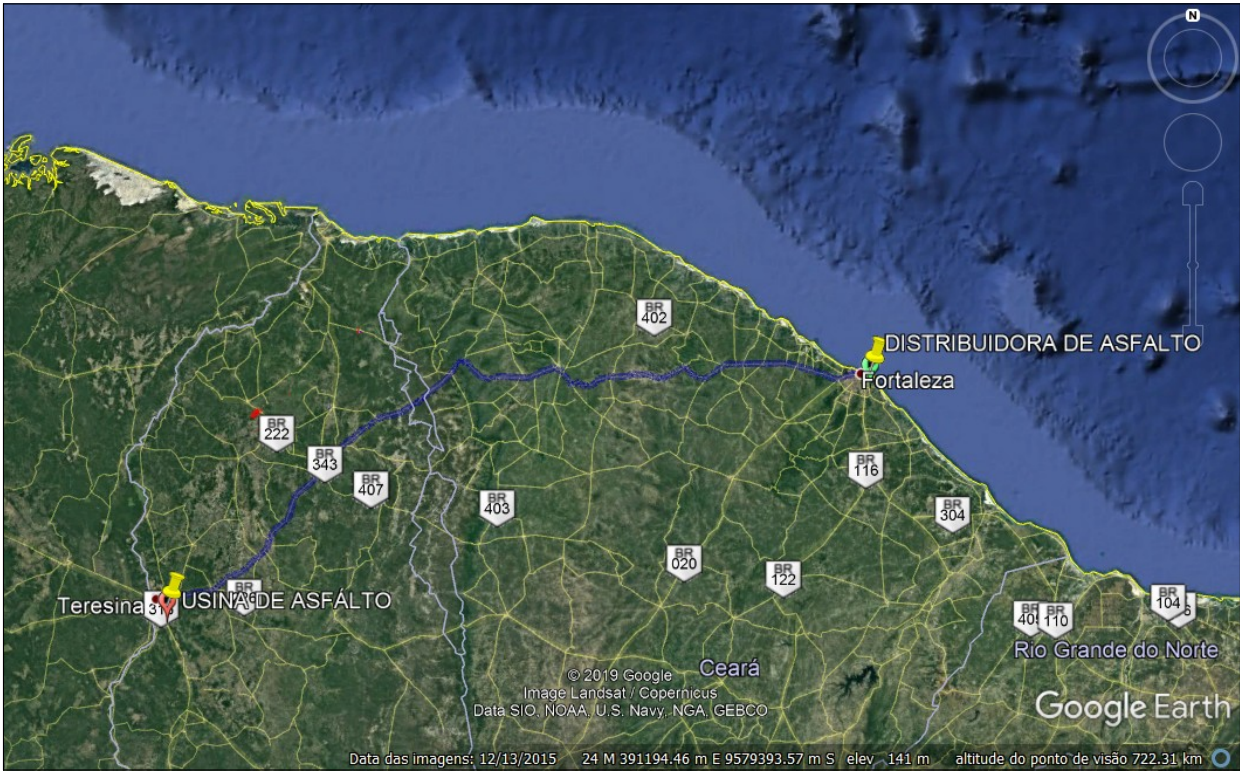 N
BR
402
DISTRIBUIDORA DE ASFALTO
Fortaleza
BR
222
BR
343
BR
407
BR
116
BR
403
BR
304
BR
020
BR
122
BR
USINA DE ASFÁLTO
Teresina
BR
104
BR
110
Rio Grande do Norte
Ceará
© 2019 Google
Image Landsat / Copernicus
Data SIO, NOAA, U.S. Navy, NGA, GEBCO
Google Earth
Data das imagens: 12/13/2015 24 M 391194.46 m E 9579393.57 m S elev 141 m altitude do ponto de visão 722.31 km